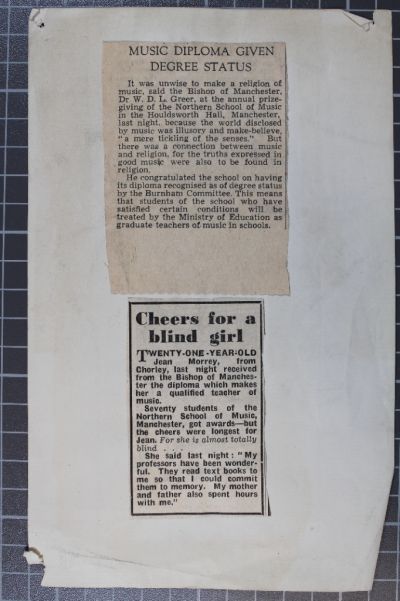 MUSIC DIPLOMA GIVEN
DEGREE STATUS
It was unwise to make a religion of
music, said the Bishop of Manchester,
Dr W. D. L. Greer, at the annual prize-
giving of the Northern School of Music
in the Houldsworth Hall, Manchester,
last night, because the world disclosed
by music was illusory and make-believe,
"a mere tickling of the senses." But
there was a connection between music
and religion, for the truths expressed in
good music were also to be found in
religion.
He congratulated the school on having
its diploma recognised as of degree status
by the Burnham Committee. This means
that students of the school who have
satisfied certain conditions will be
treated by the Ministry of Education as
graduate teachers of music in schools.
Cheers for a
blind girl
TWENTY-ONE-YEAR-OLD
Jean Morrey, from
Chorley, last night received
from the Bishop of Manches-
ter the diploma which makes
her a qualified teacher of
music.
Seventy students of the
Northern School of Music,
Manchester, got awards—but
the cheers were longest for
Jean. For she is almost totally
blind . . .
She said last night: "My
professors have been wonder-
ful. They read text books to
me so that I could commit
them to memory. My mother
and father also spent hours
with me."